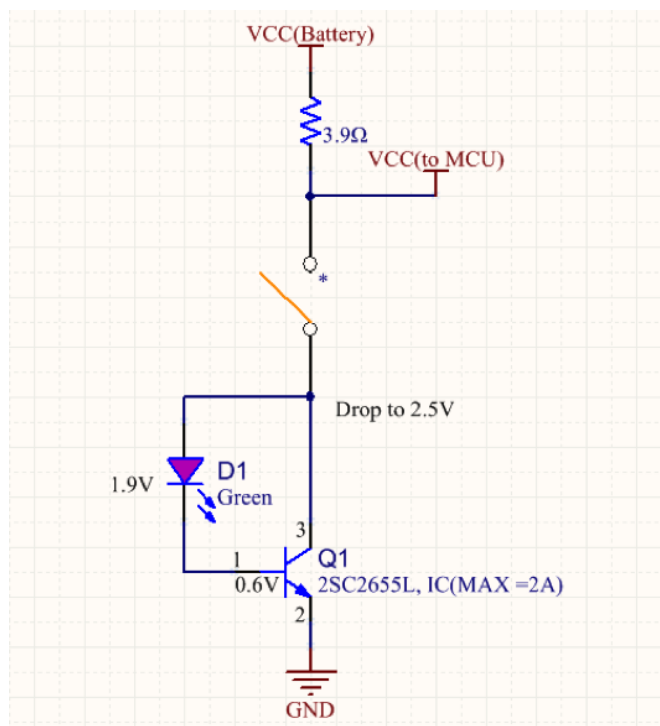 VCC(Battery)
3.9Ω
VCC(to MCU)
*
Drop to 2.5V
1.9V
D1
Green
3
1
Q1
0.6V
2SC2655L, IC(MAX =2A)
2
GND